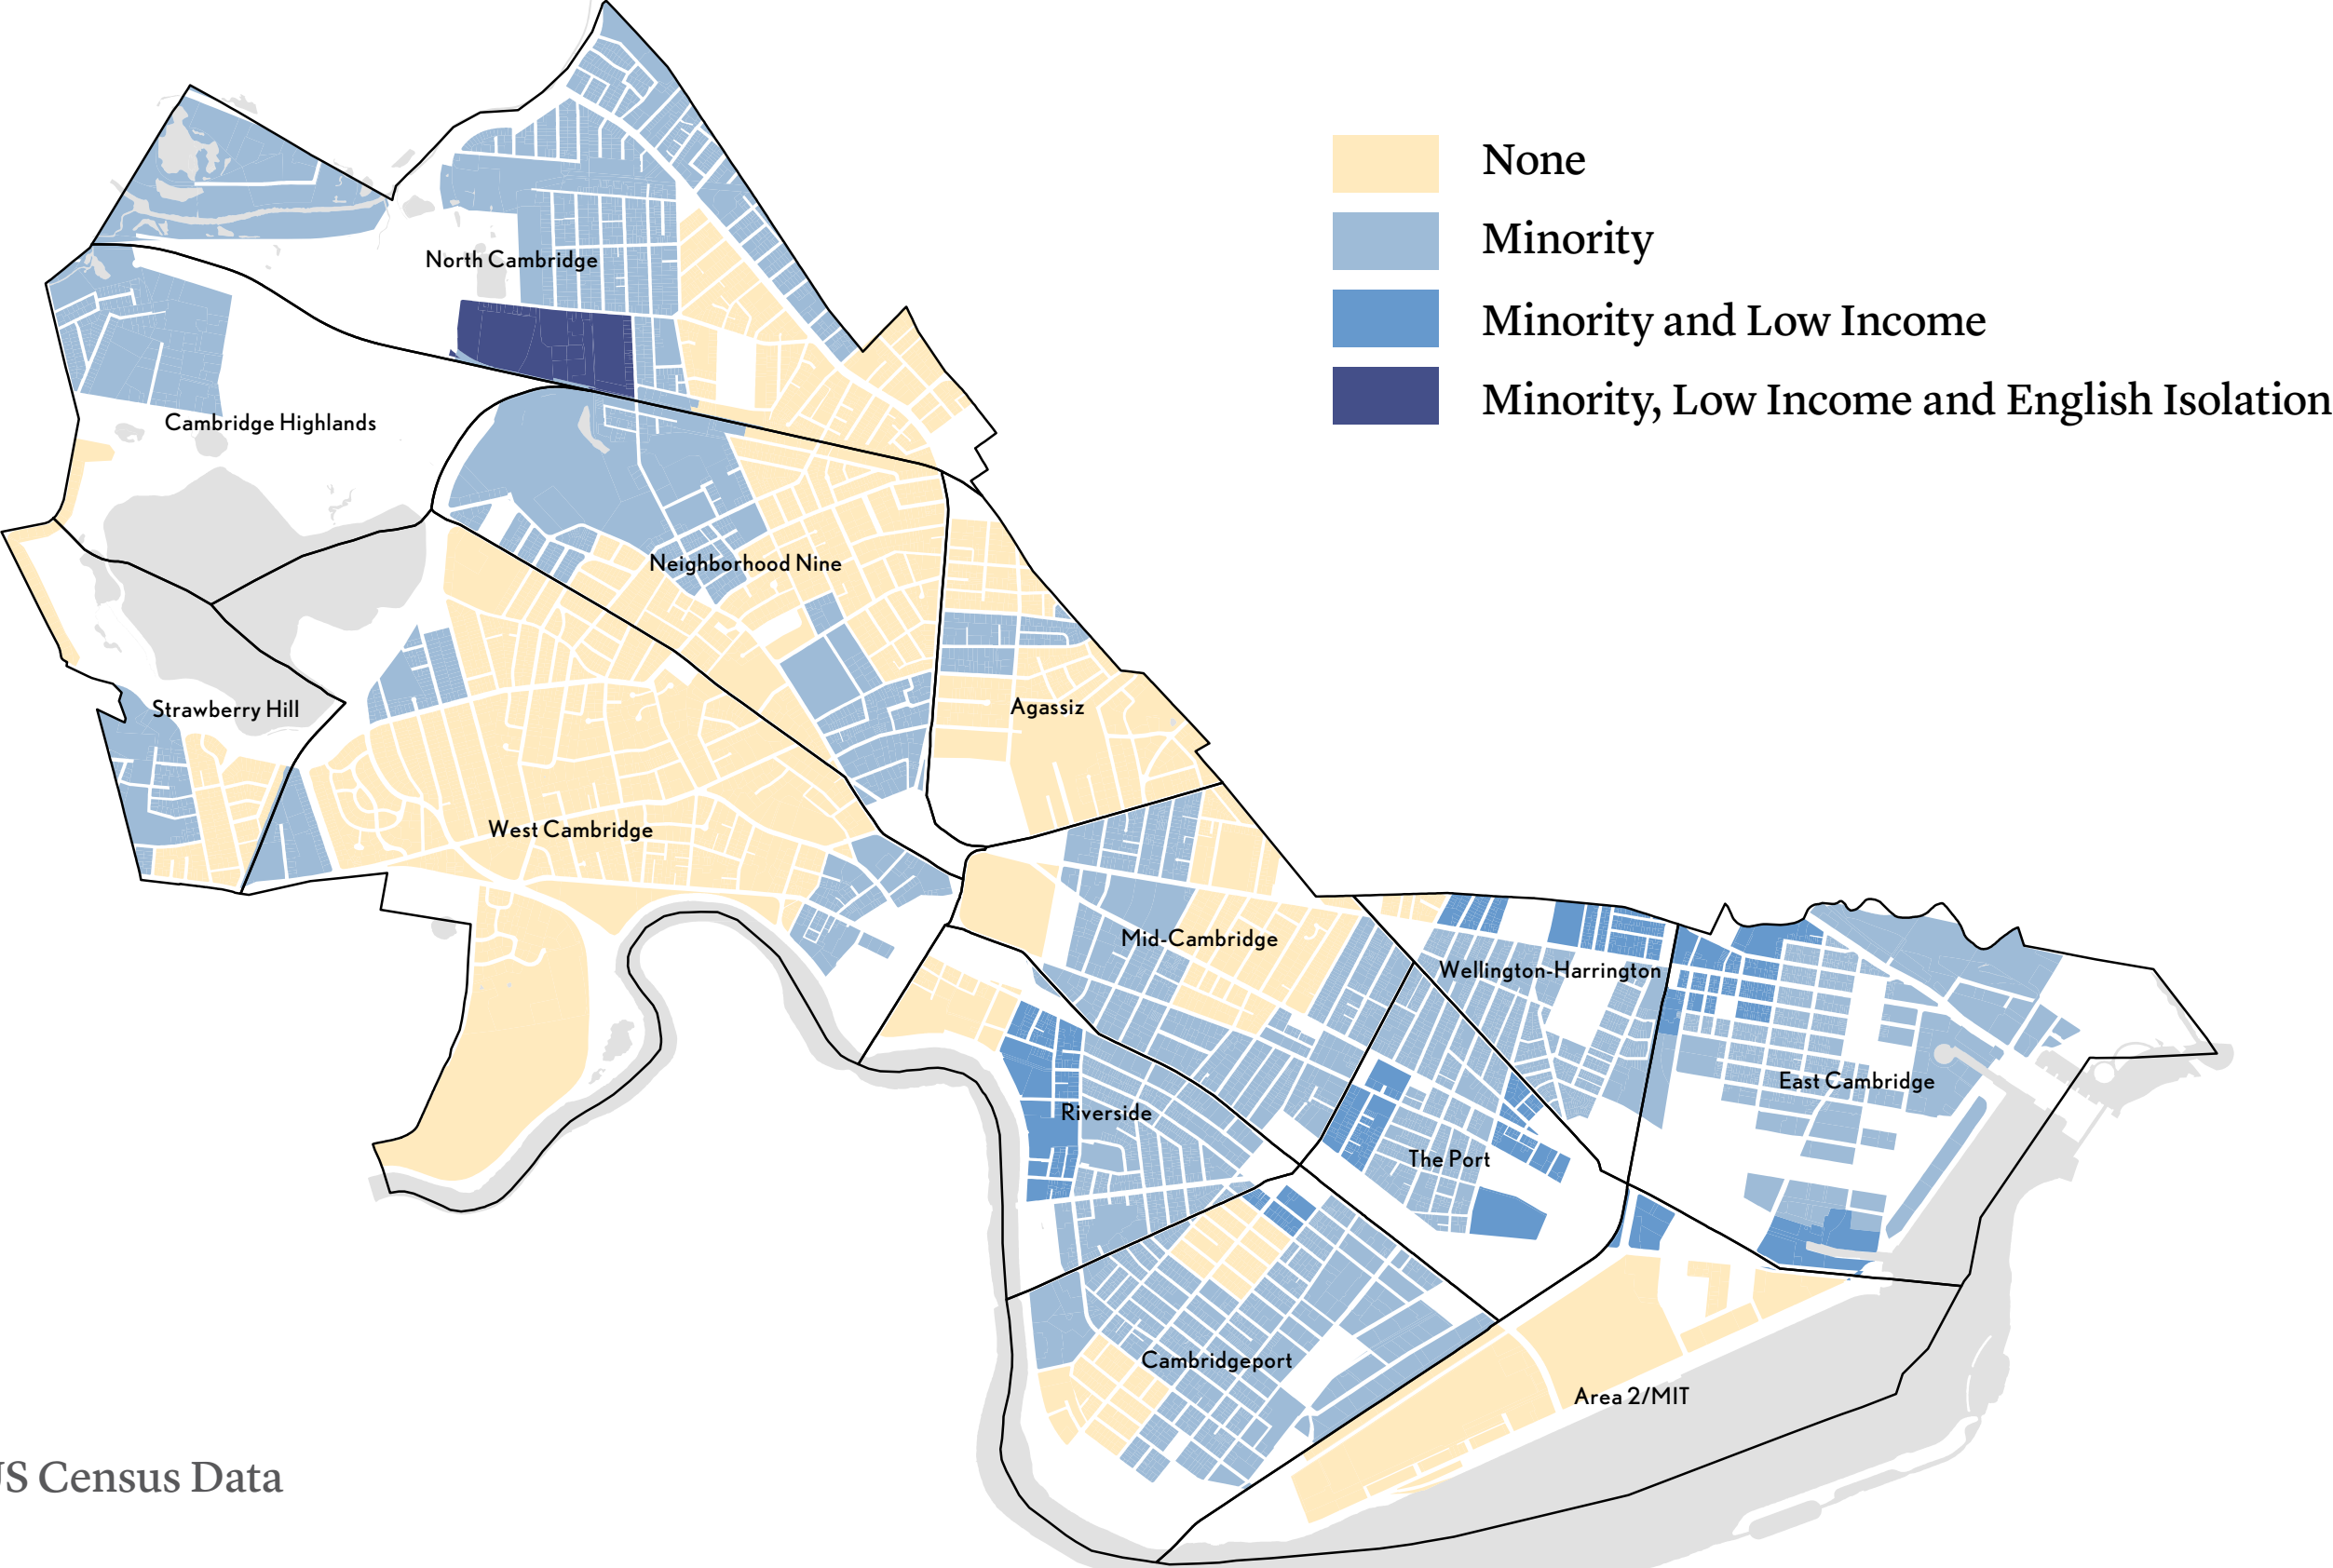 None
Minority
Minority and Low Income
Minority, Low Income and English Isolation
North Cambridge
Cambridge Highlands
Neighborhood Nine
Strawberry Hill
Agassiz
West Cambridge
Mid-Cambridge
Wellington-Harrington
East Cambridge
Riverside
The Port
Cambridgeport
Area 2/MIT
US Census Data